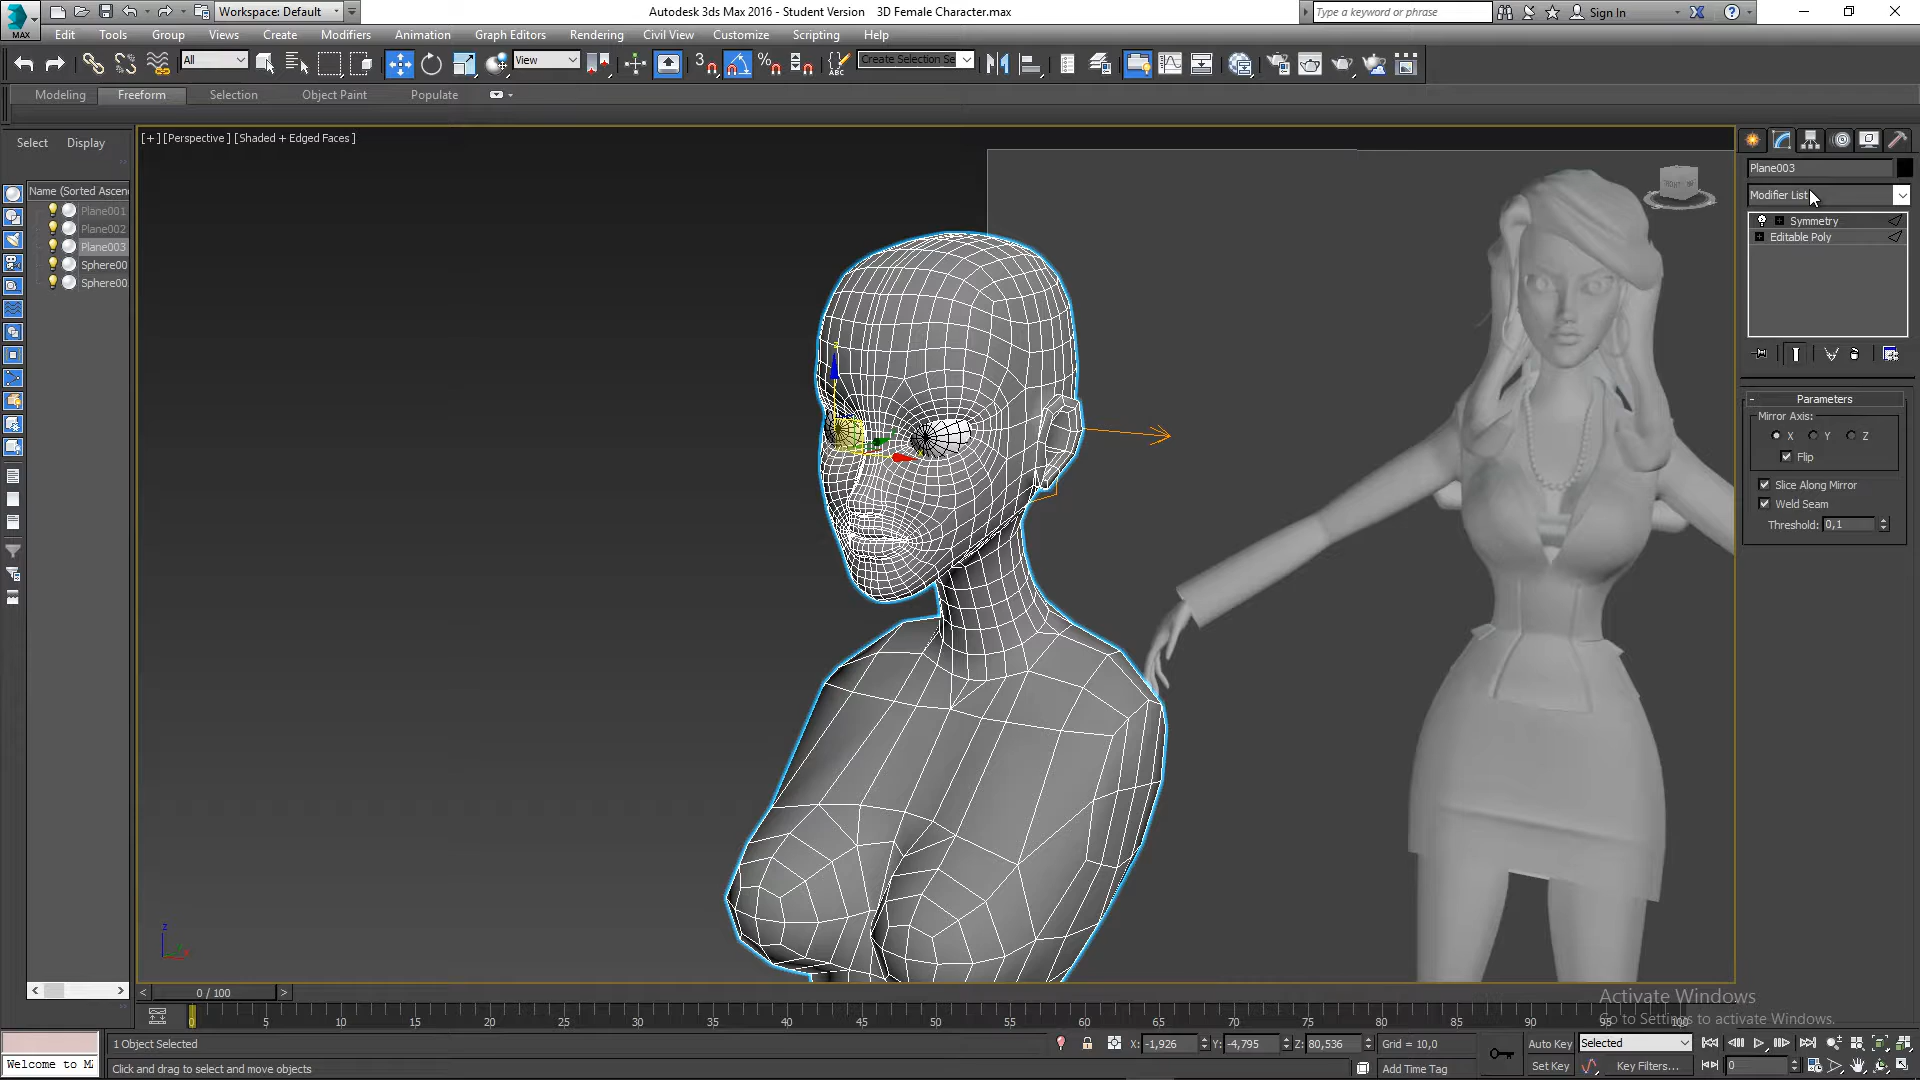 Workspace: Default
Autodesk 3ds Max 2016 - Student Version 3D Female Character.max
Type a keyword or phrase
Sign In
MAX
Edit Tools Group Views Create Modifiers Animation Graph Editors Rendering Civil View Customize Scripting Help
All
View
3
ABC
Create Selection Se
Modeling Freeform Selection Object Paint Populate
Select Display
[+] [Perspective ] [Shaded + Edged Faces ]
Name (Sorted Ascen
Plane001
Plane002
Plane003
Sphere00
Sphere00
Plane003
Modifier List
Symmetry
Editable Poly
Parameters
Mirror Axis:
X Y Z
Flip
Slice Along Mirror
Weld Seam
Threshold: 0,1
z
0 / 100
0 5 10 15 20 25 30 35 40 45 50 55 60 65 70 75 80 85 90 95 100
Activate Windows
Go to Settings to activate Windows.
1 Object Selected
X: -1,926 Y: -4,795 Z: 80,536 Grid = 10,0
Auto Key Selected
Welcome to M
Click and drag to select and move objects
Add Time Tag
Set Key Key Filters... 0